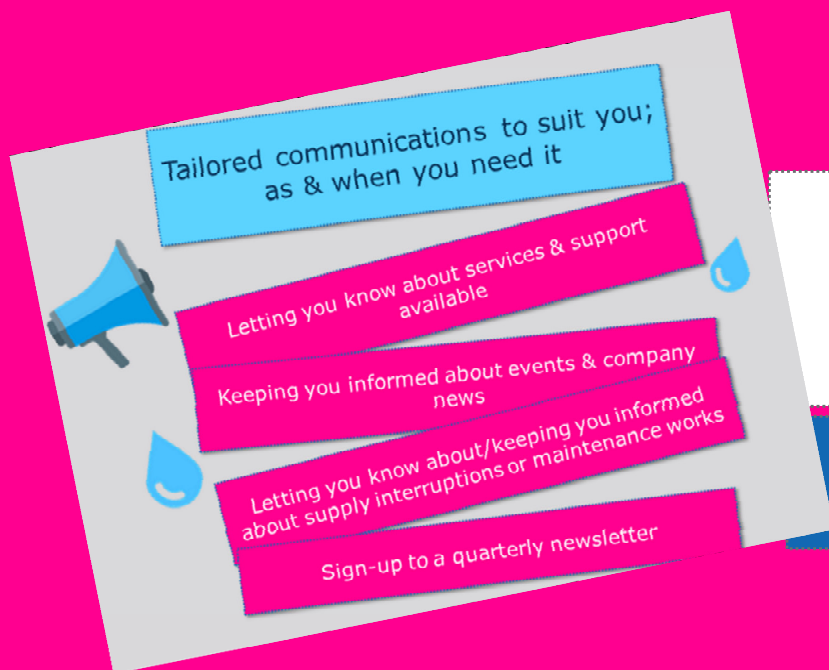 Tailored communications to suit you;
as & when you need it
Letting you know about services & support
available
Keeping you informed about events & company
news
Letting you know about/keeping you informed
about supply interruptions or maintenance works
Sign-up to a quarterly newsletter